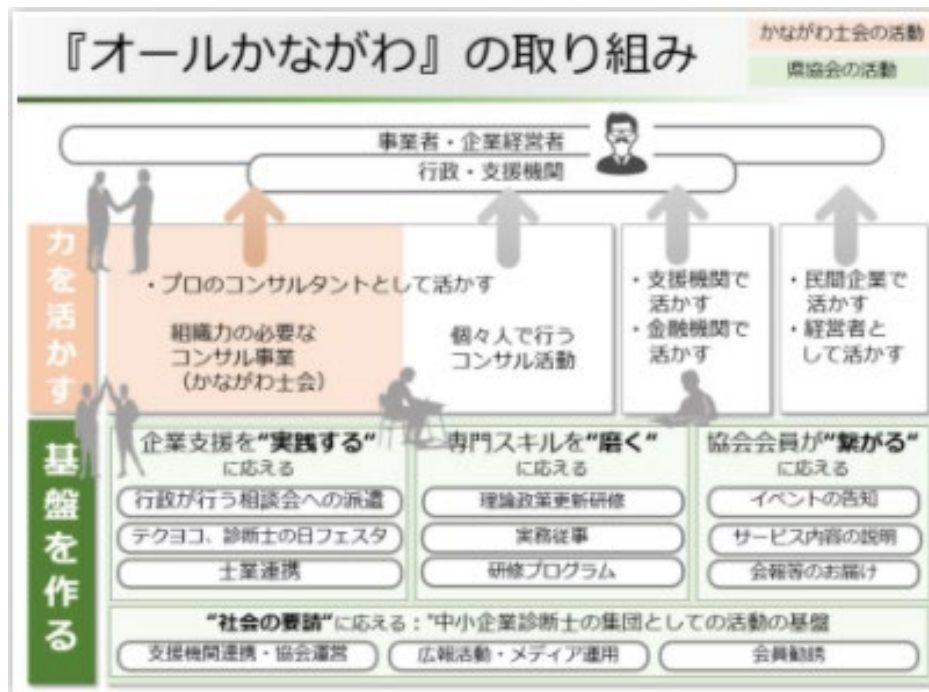 『オールかながわ』の取り組み
かながわ士会の活動
県協会の活動
事業者・企業経営者
行政・支援機関
力を活かす
・プロのコンサルタントとして活かす
組織力の必要な
コンサル事業
（かながわ士会）
個々人で行う
コンサル活動
・支援機関で
活かす
・金融機関で
活かす
・民間企業で
活かす
・経営者と
して活かす
基盤を作る
企業支援を“実践する“
に応える
行政が行う相談会への派遣
テクヨコ、診断士の日フェスタ
士業連携
専門スキルを“磨く“
に応える
理論政策更新研修
実務従事
研修プログラム
協会会員が“繋がる“
に応える
イベントの告知
サービス内容の説明
会報等のお届け
“社会の要請“に応える：“中小企業診断士の集団としての活動の基盤
支援機関連携・協会運営
広報活動・メディア運用
会員勧誘